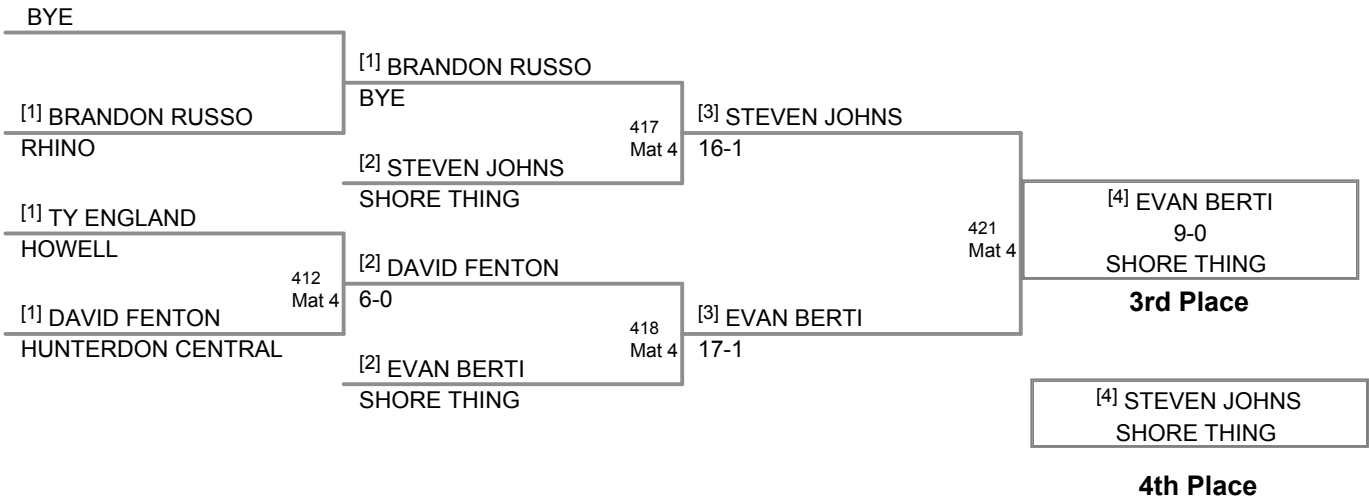 BYE
[1] BRANDON RUSSO
RHINO
[1] TY ENGLAND
HOWELL
412
Mat 4
[1] DAVID FENTON
HUNTERDON CENTRAL
[1] BRANDON RUSSO
BYE
417
Mat 4
[2] STEVEN JOHNS
SHORE THING
[2] DAVID FENTON
6-0
418
Mat 4
[2] EVAN BERTI
SHORE THING
[3] STEVEN JOHNS
16-1
421
Mat 4
[3] EVAN BERTI
17-1
[4] EVAN BERTI
9-0
SHORE THING
3rd Place
[4] STEVEN JOHNS
SHORE THING
4th Place